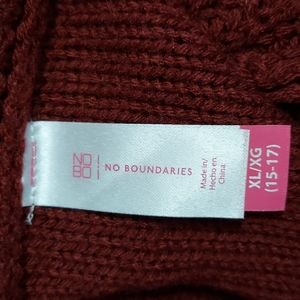 NO
BO
NO BOUNDARIES
Made in/
Hecho en
China
XL/XG
(15-17)